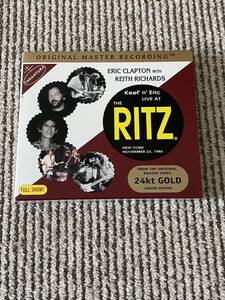 ORIGINAL MASTER RECORDING™
ERIC CLAPTON WITH
KEITH RICHARDS
Keef' n' Eric
LIVE AT
THE
RITZ
NEW YORK
NOVEMBER 23, 1986
FROM THE ORIGINAL
MASTER TAPES
24kt GOLD
LIMITED EDITION
FULL SHOW!